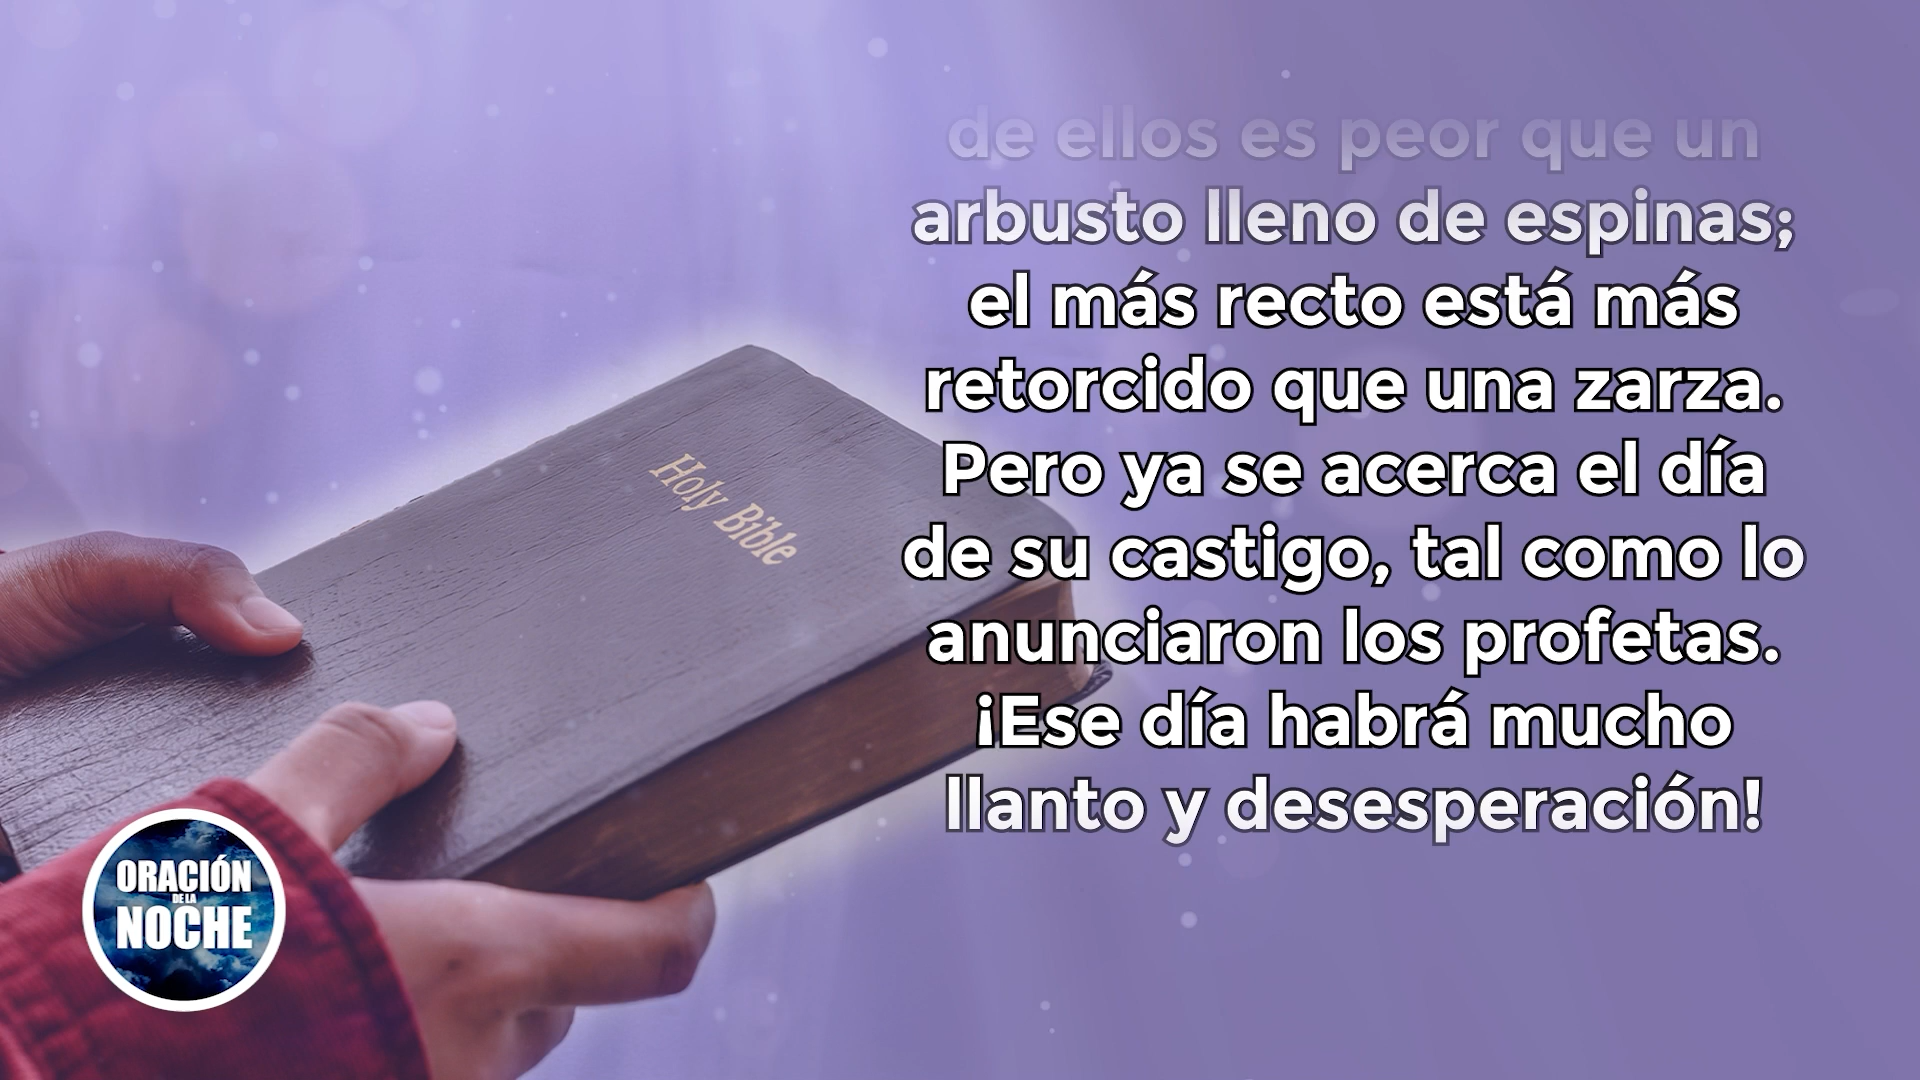 de ellos es peor que un
arbusto lleno de espinas;
el más recto está más
retorcido que una zarza.
Pero ya se acerca el día
de su castigo, tal como lo
anunciaron los profetas.
¡Ese día habrá mucho
llanto y desesperación!
Holy Bible
ORACIÓN
DE LA
NOCHE